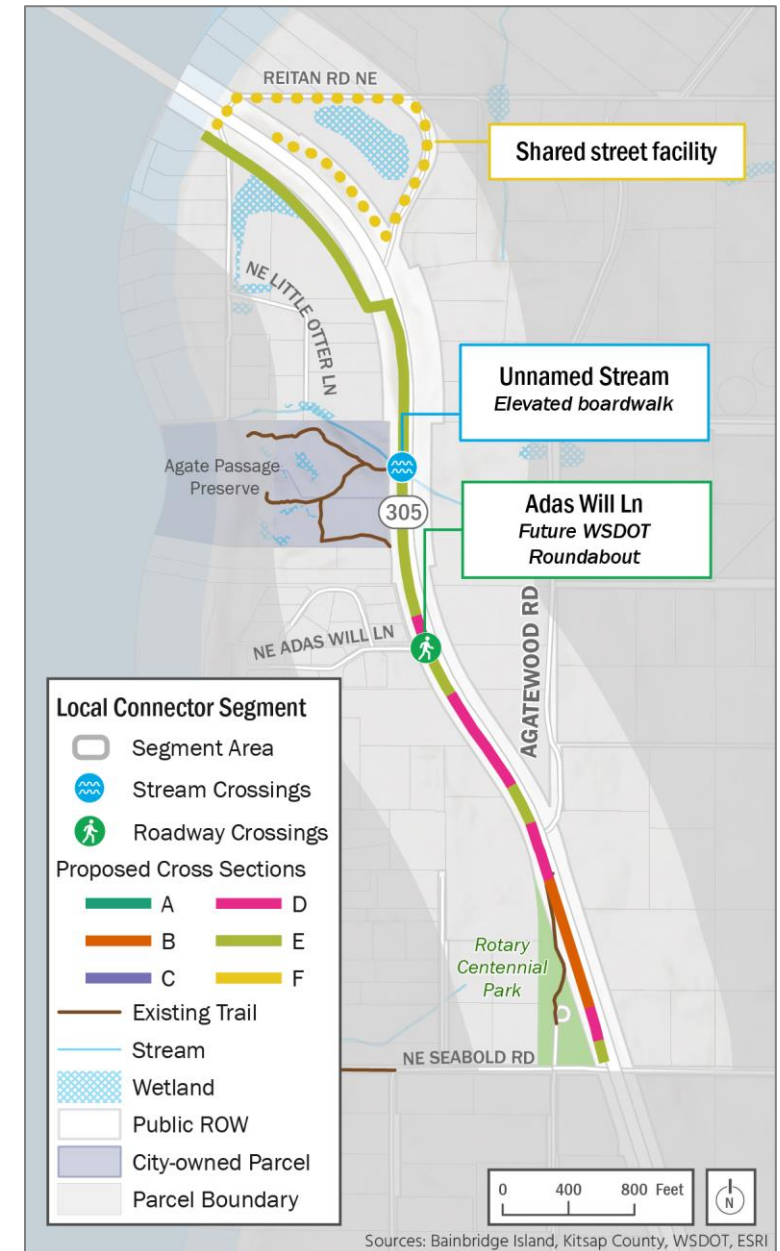 REITAN RD NE
Shared street facility
NE LITTLE OTTER LN
Unnamed Stream
Elevated boardwalk
Agate Passage
Preserve
305
Adas Will Ln
Future WSDOT
Roundabout
NE ADAS WILL LN
AGATEWOOD RD
Local Connector Segment
Segment Area
Stream Crossings
Roadway Crossings
Proposed Cross Sections
A
D
B
E
C
F
Existing Trail
Stream
Wetland
Public ROW
City-owned Parcel
Parcel Boundary
Rotary
Centennial
Park
NE SEABOLD RD
0 400 800 Feet
N
Sources: Bainbridge Island, Kitsap County, WSDOT, ESRI